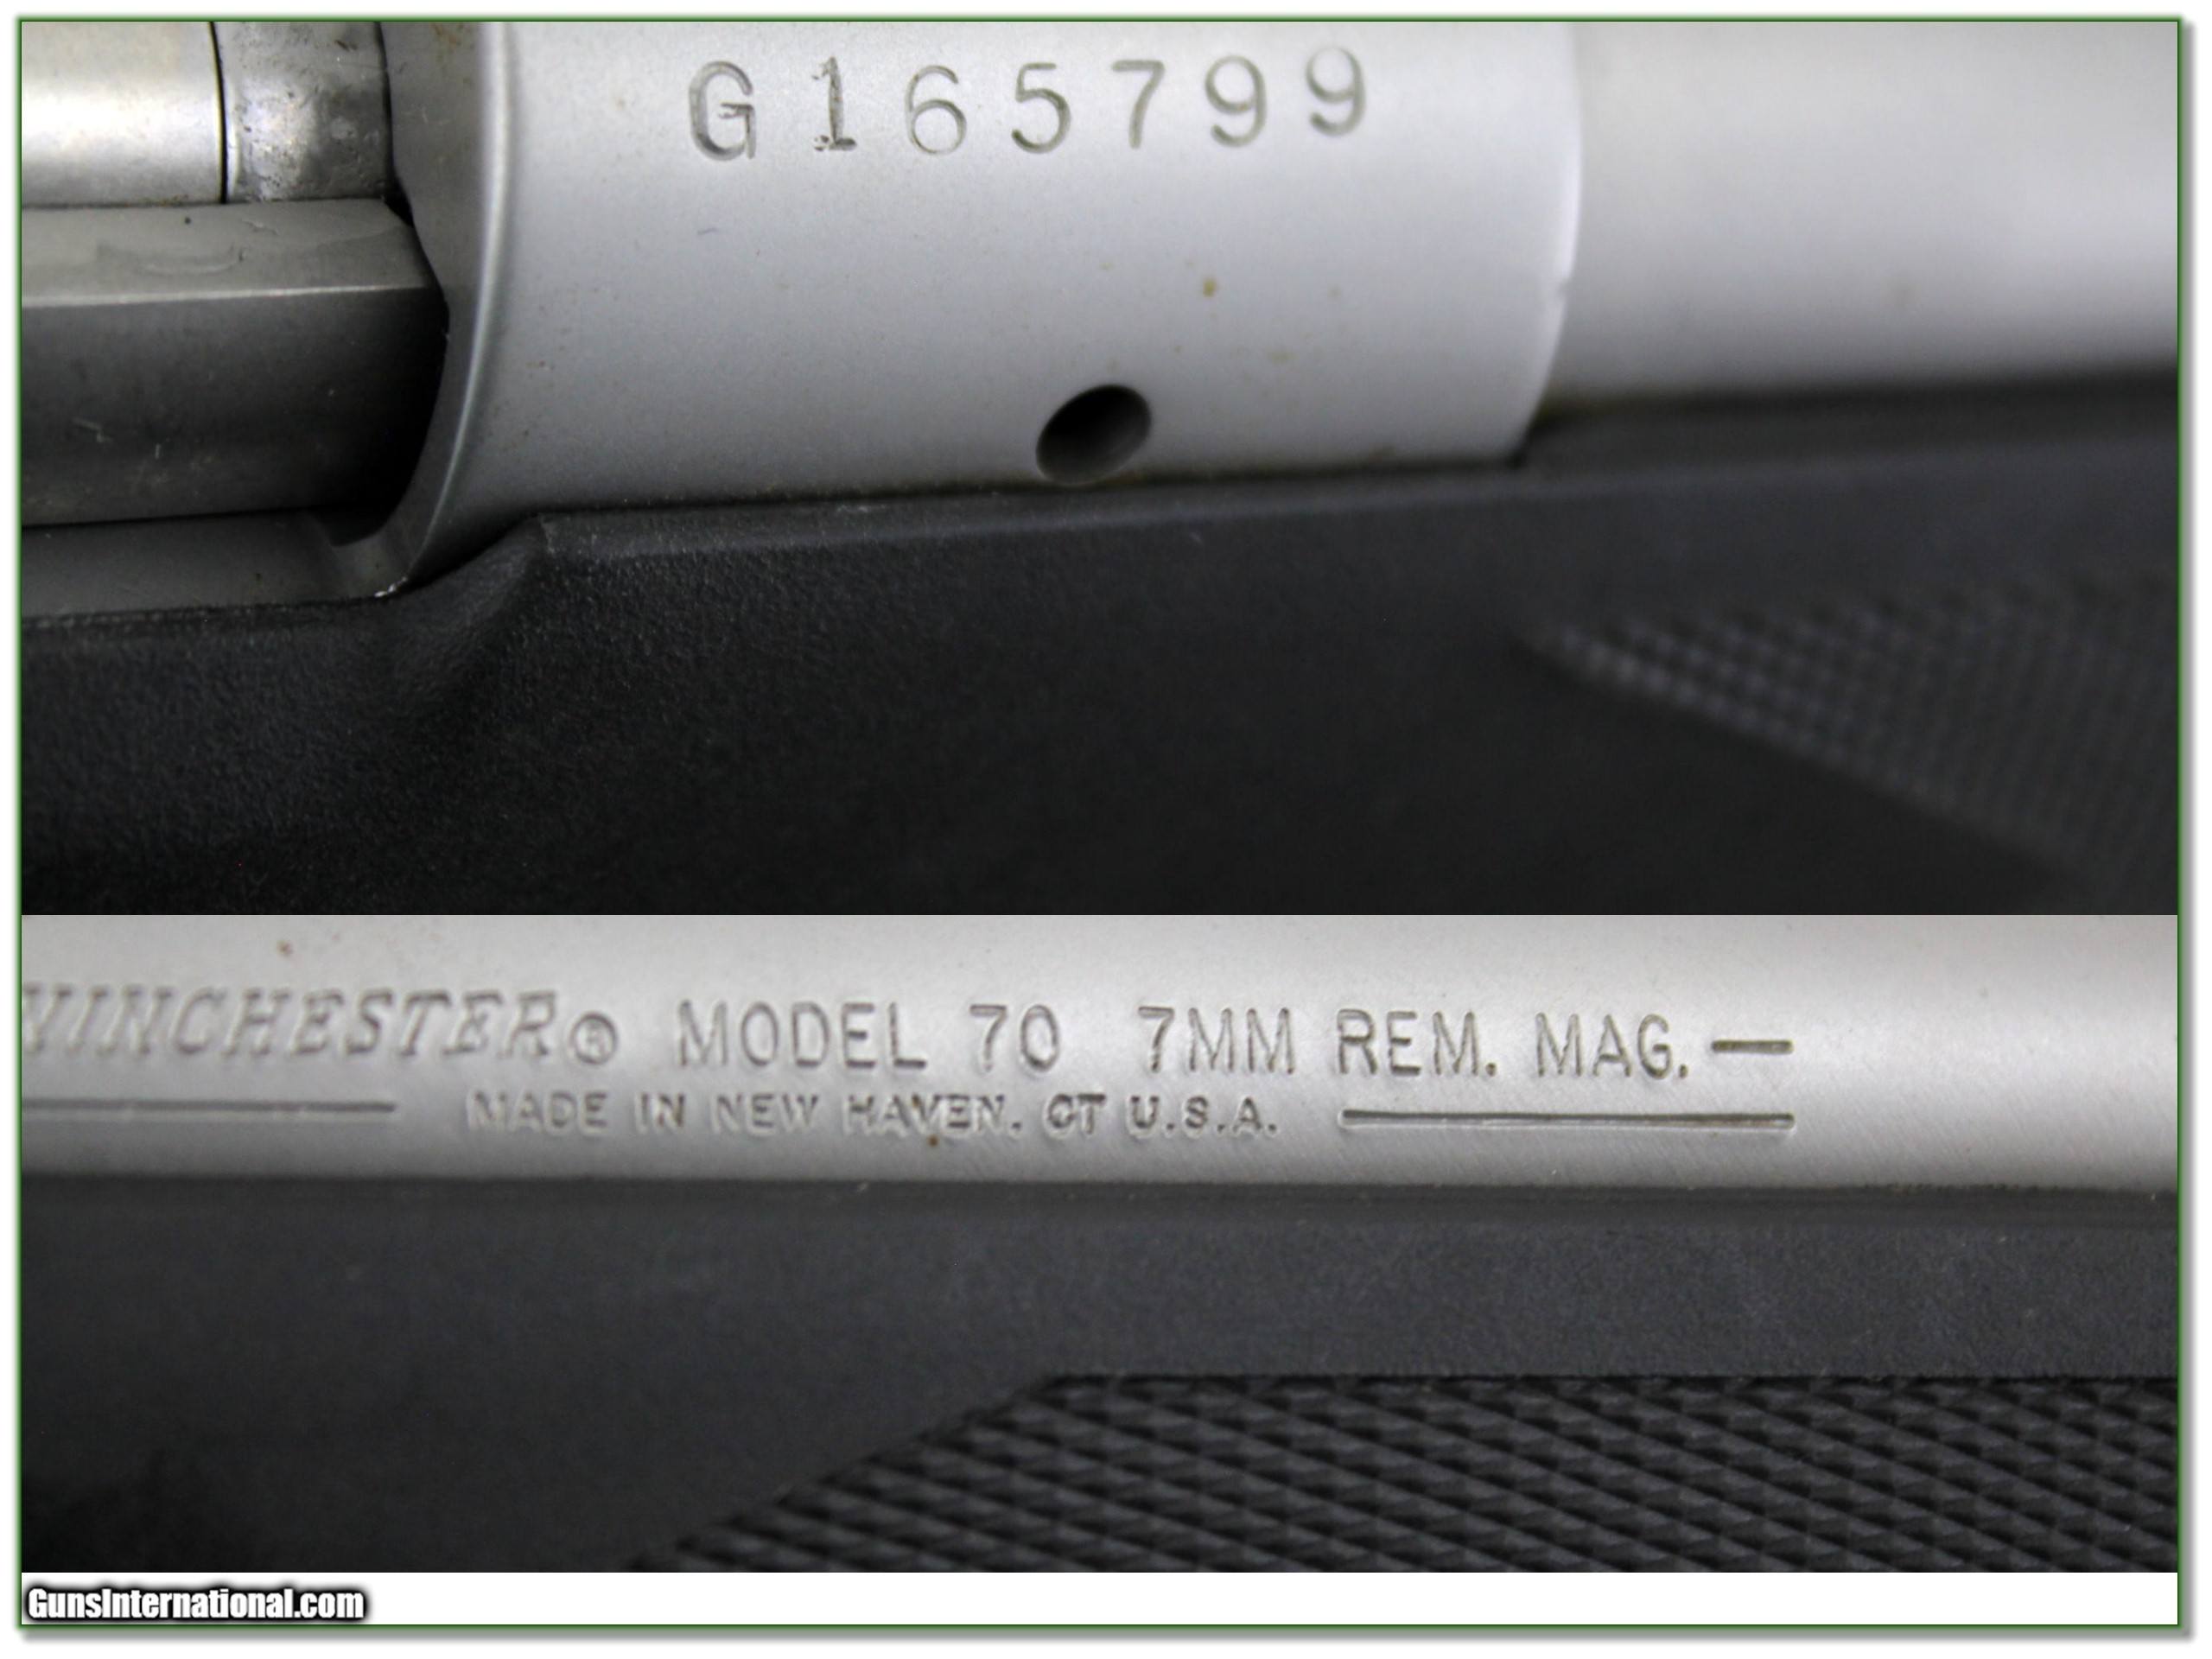 G165799
WINCHESTER® MODEL 70 7MM REM. MAG. —
MADE IN NEW HAVEN. CT U.S.A.
GunsInternational.com